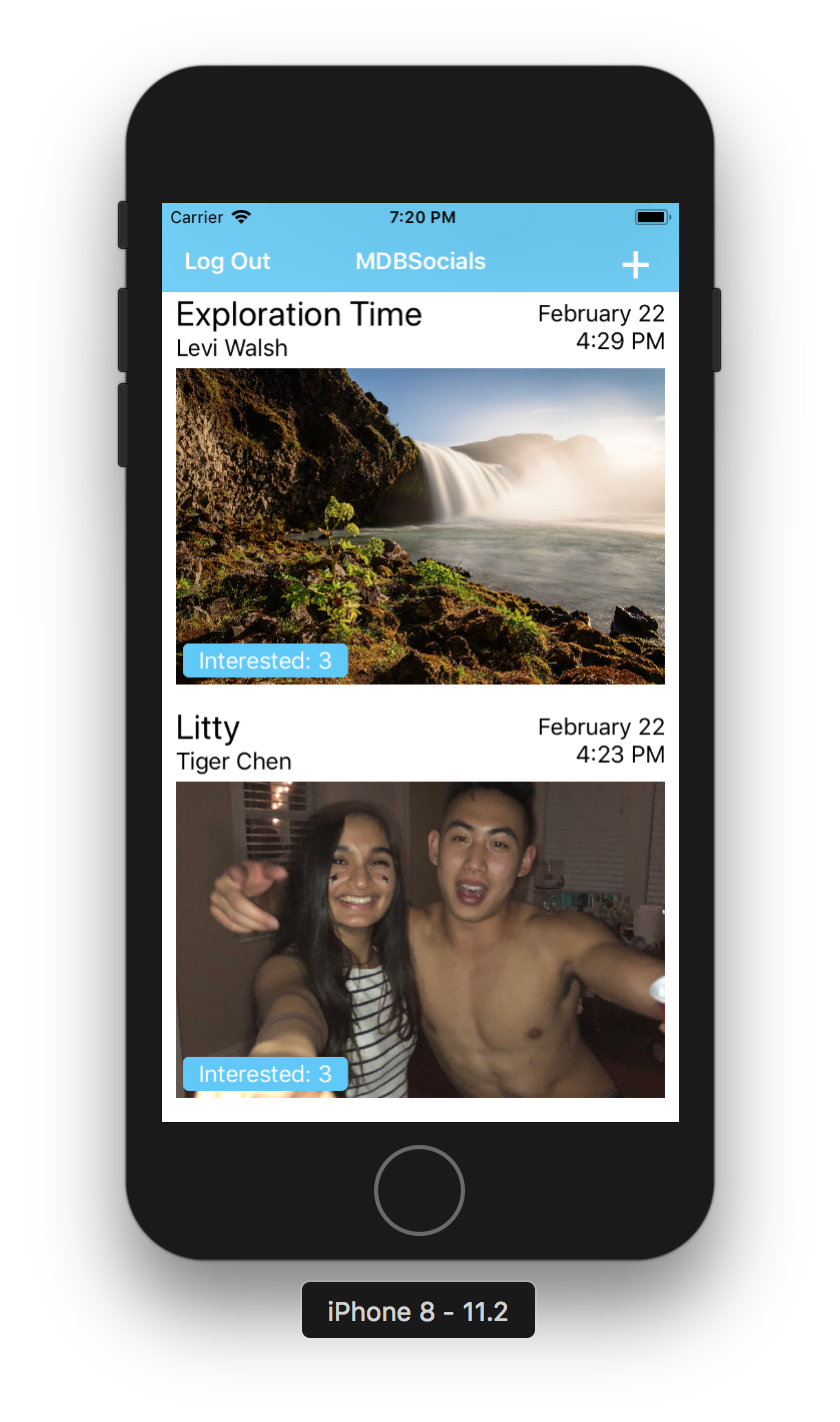 Carrier 7:20 PM
Log Out MDBSocials +
Exploration Time February 22
Levi Walsh 4:29 PM
Interested: 3
Litty February 22
Tiger Chen 4:23 PM
Interested: 3
iPhone 8 - 11.2